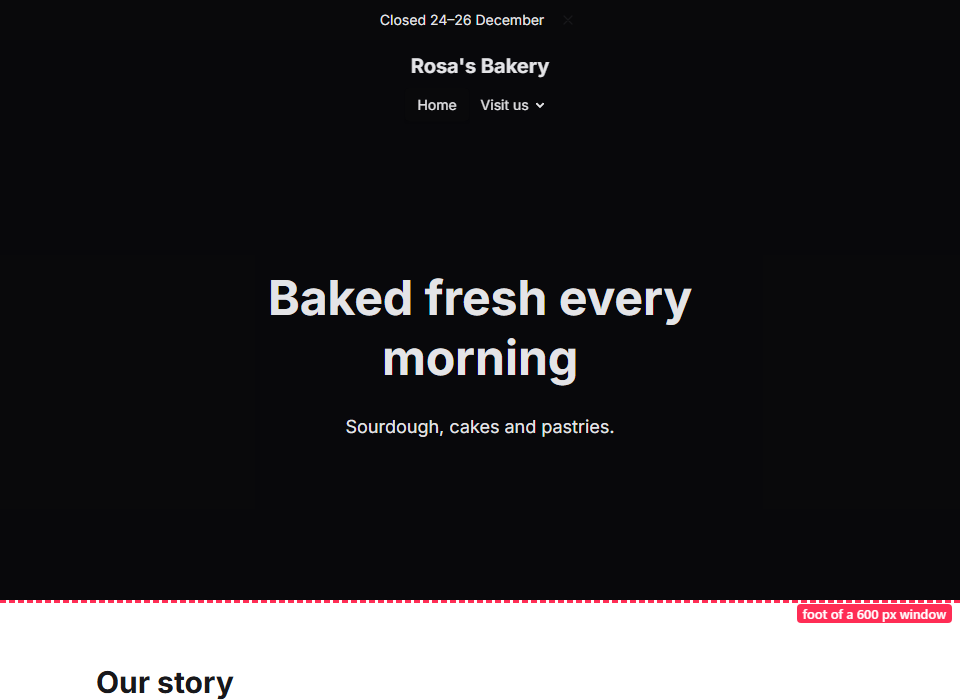 Closed 24–26 December ×
Rosa's Bakery
Home Visit us
Baked fresh every
morning
Sourdough, cakes and pastries.
foot of a 600 px window
Our story